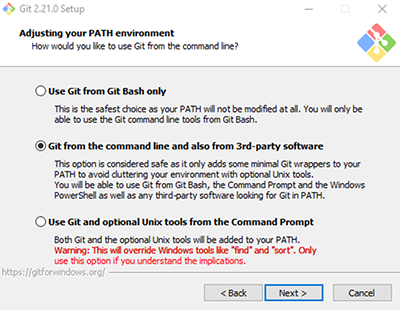 Git 2.21.0 Setup
Adjusting your PATH environment
How would you like to use Git from the command line?
Use Git from Git Bash only
This is the safest choice as your PATH will not be modified at all. You will only be
able to use the Git command line tools from Git Bash.
Git from the command line and also from 3rd-party software
This option is considered safe as it only adds some minimal Git wrappers to your
PATH to avoid cluttering your environment with optional Unix tools.
You will be able to use Git from Git Bash, the Command Prompt and the Windows
PowerShell as well as any third-party software looking for Git in PATH.
Use Git and optional Unix tools from the Command Prompt
Both Git and the optional Unix tools will be added to your PATH.
Warning: This will override Windows tools like "find" and "sort". Only
use this option if you understand the implications.
https://gitforwindows.org/
< Back
Next >
Cancel